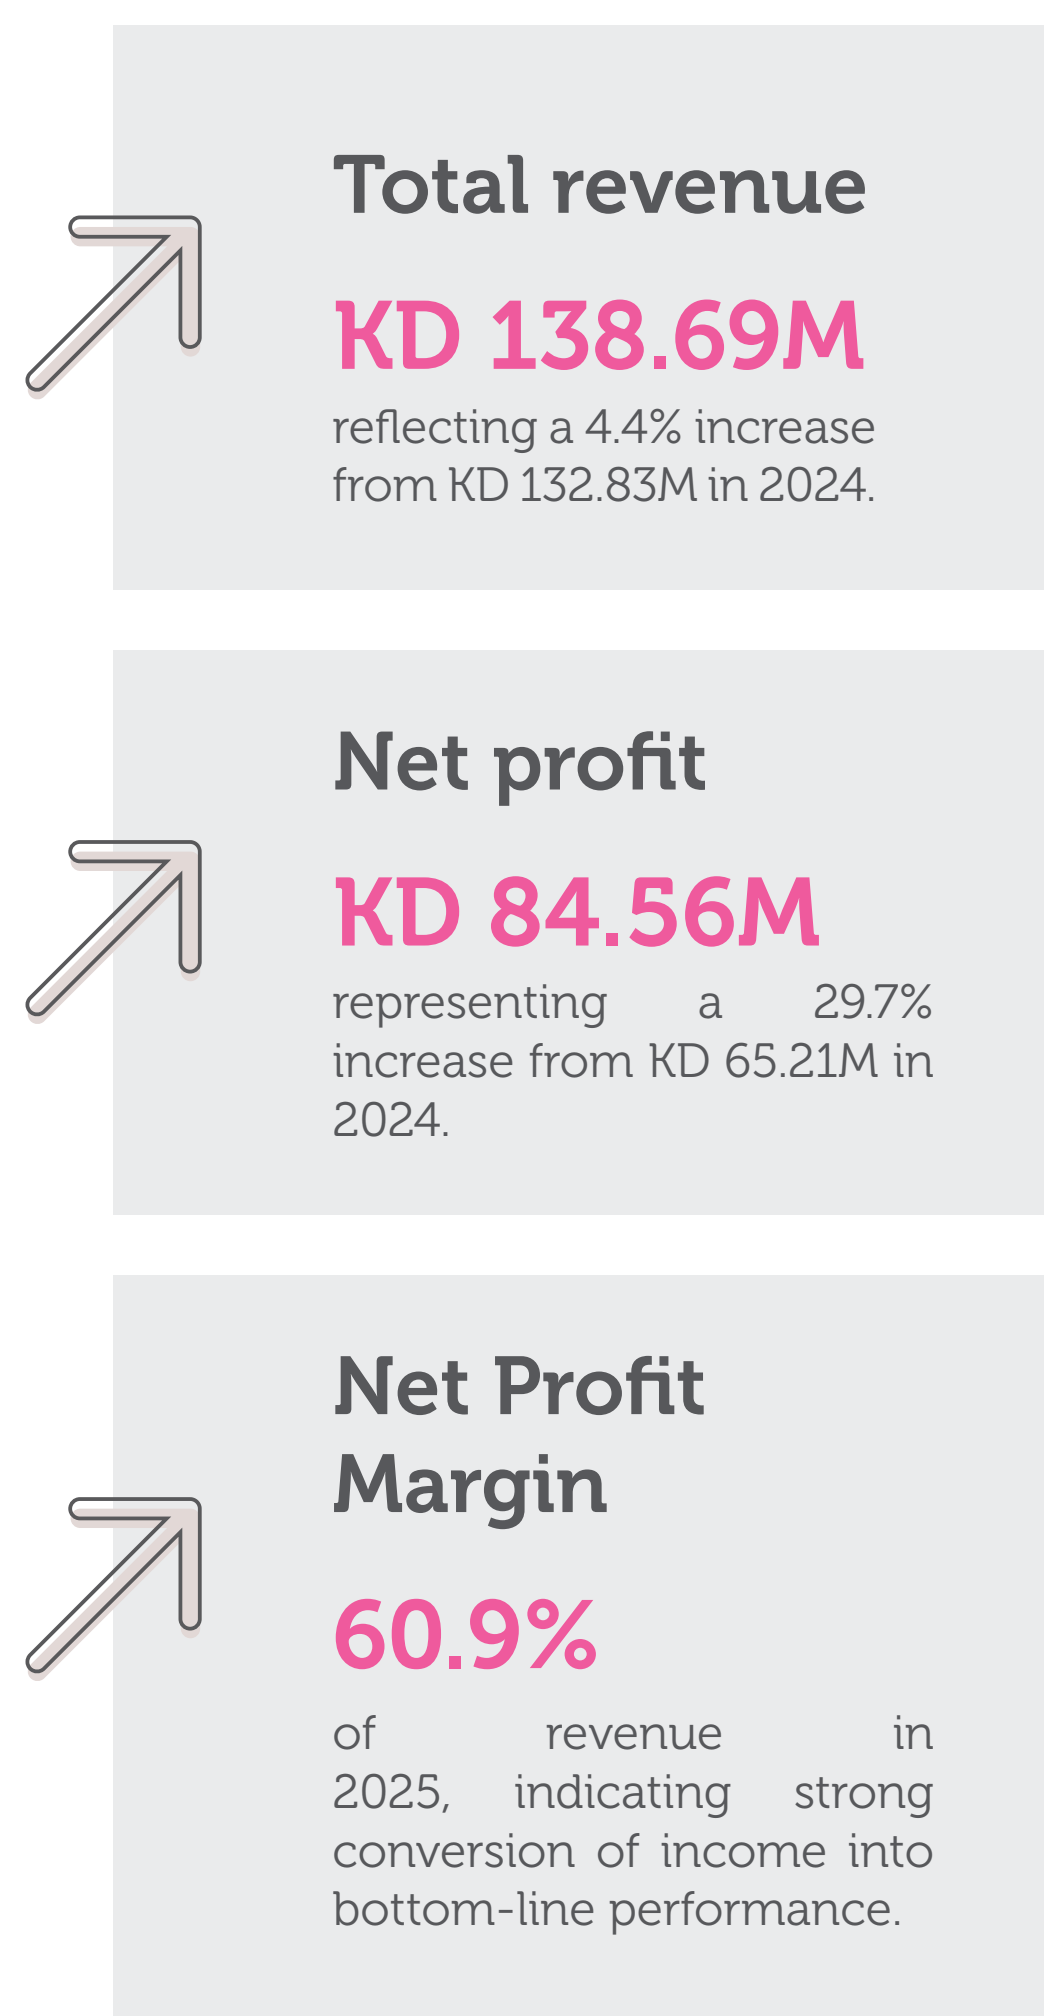 Total revenue
KD 138.69M
reflecting a 4.4% increase
from KD 132.83M in 2024.
Net profit
KD 84.56M
representing a 29.7%
increase from KD 65.21M in
2024.
Net Profit
Margin
60.9%
of revenue in
2025, indicating strong
conversion of income into
bottom-line performance.